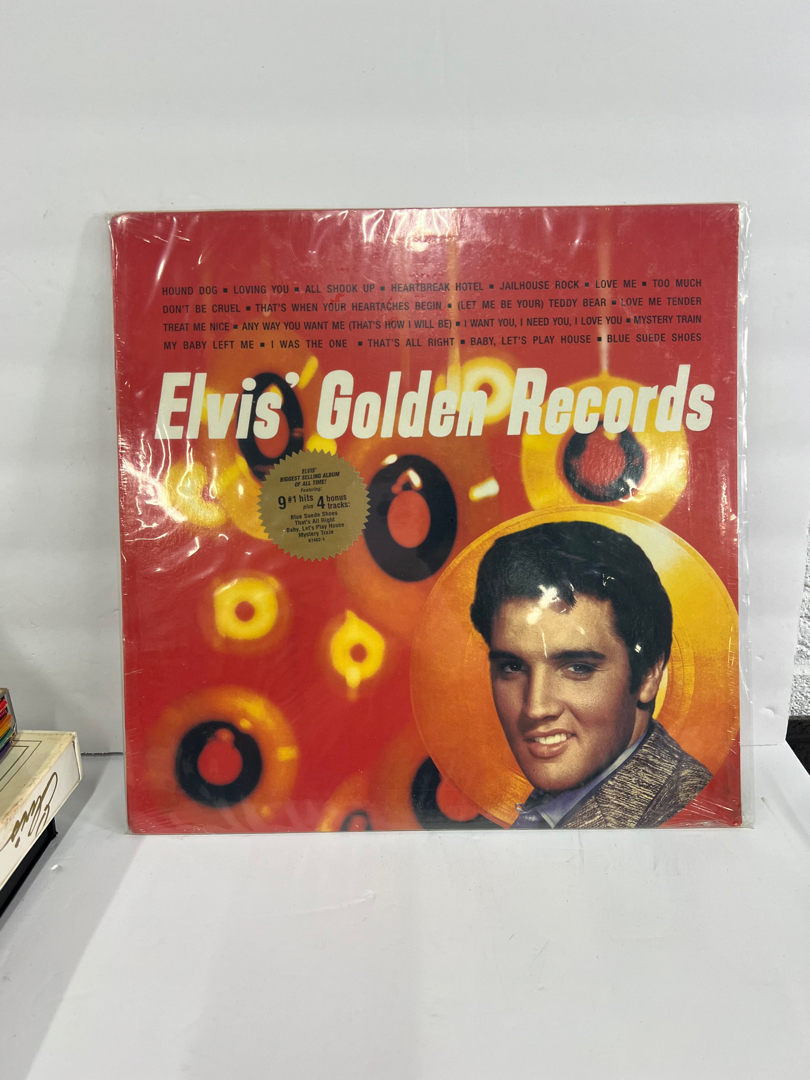 HOUND DOG ■ LOVING YOU ■ ALL SHOOK UP ■ HEARTBREAK HOTEL ■ JAILHOUSE ROCK ■ LOVE ME ■ TOO MUCH
DON'T BE CRUEL ■ THAT'S WHEN YOUR HEARTACHES BEGIN ■ (LET ME BE YOUR) TEDDY BEAR ■ LOVE ME TENDER
TREAT ME NICE ■ ANY WAY YOU WANT ME (THAT'S HOW I WILL BE) ■ I WANT YOU, I NEED YOU, I LOVE YOU ■ MYSTERY TRAIN
MY BABY LEFT ME ■ I WAS THE ONE ■ THAT'S ALL RIGHT ■ BABY, LET'S PLAY HOUSE ■ BLUE SUEDE SHOES
Elvis' Golden Records
ELVIS'
BIGGEST SELLING ALBUM
OF ALL TIME!
Featuring:
9 #1 hits plus 4 bonus tracks:
Blue Suede Shoes
That's All Right
Baby, Let's Play House
Mystery Train
Elvis